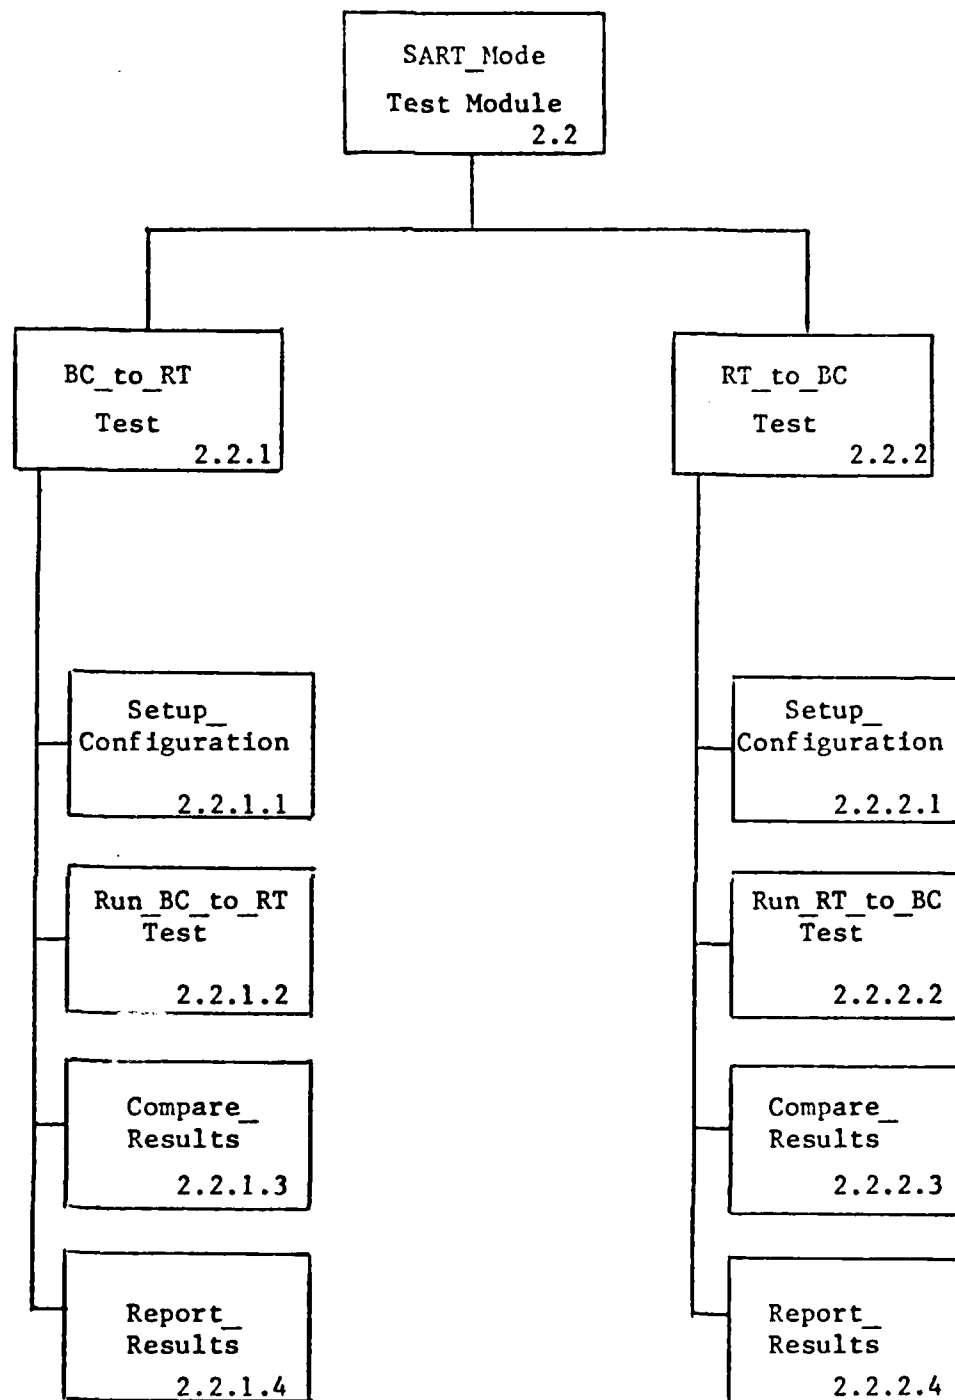 SART_Mode
Test Module
2.2
BC_to_RT
Test
2.2.1
RT_to_BC
Test
2.2.2
Setup_
Configuration
2.2.1.1
Run_BC_to_RT
Test
2.2.1.2
Compare_
Results
2.2.1.3
Report_
Results
2.2.1.4
Setup_
Configuration
2.2.2.1
Run_RT_to_BC
Test
2.2.2.2
Compare_
Results
2.2.2.3
Report_
Results
2.2.2.4